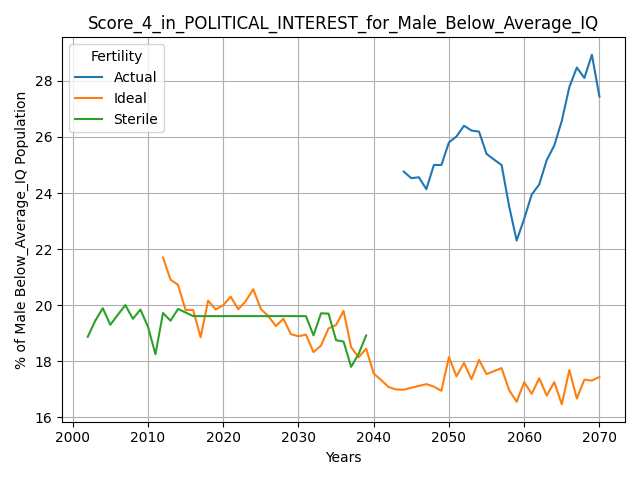 Score_4_in_POLITICAL_INTEREST_for_Male_Below_Average_IQ
% of Male Below_Average_IQ Population
Fertility
Actual
Ideal
Sterile
28
26
24
22
20
18
16
2000 2010 2020 2030 2040 2050 2060 2070
Years